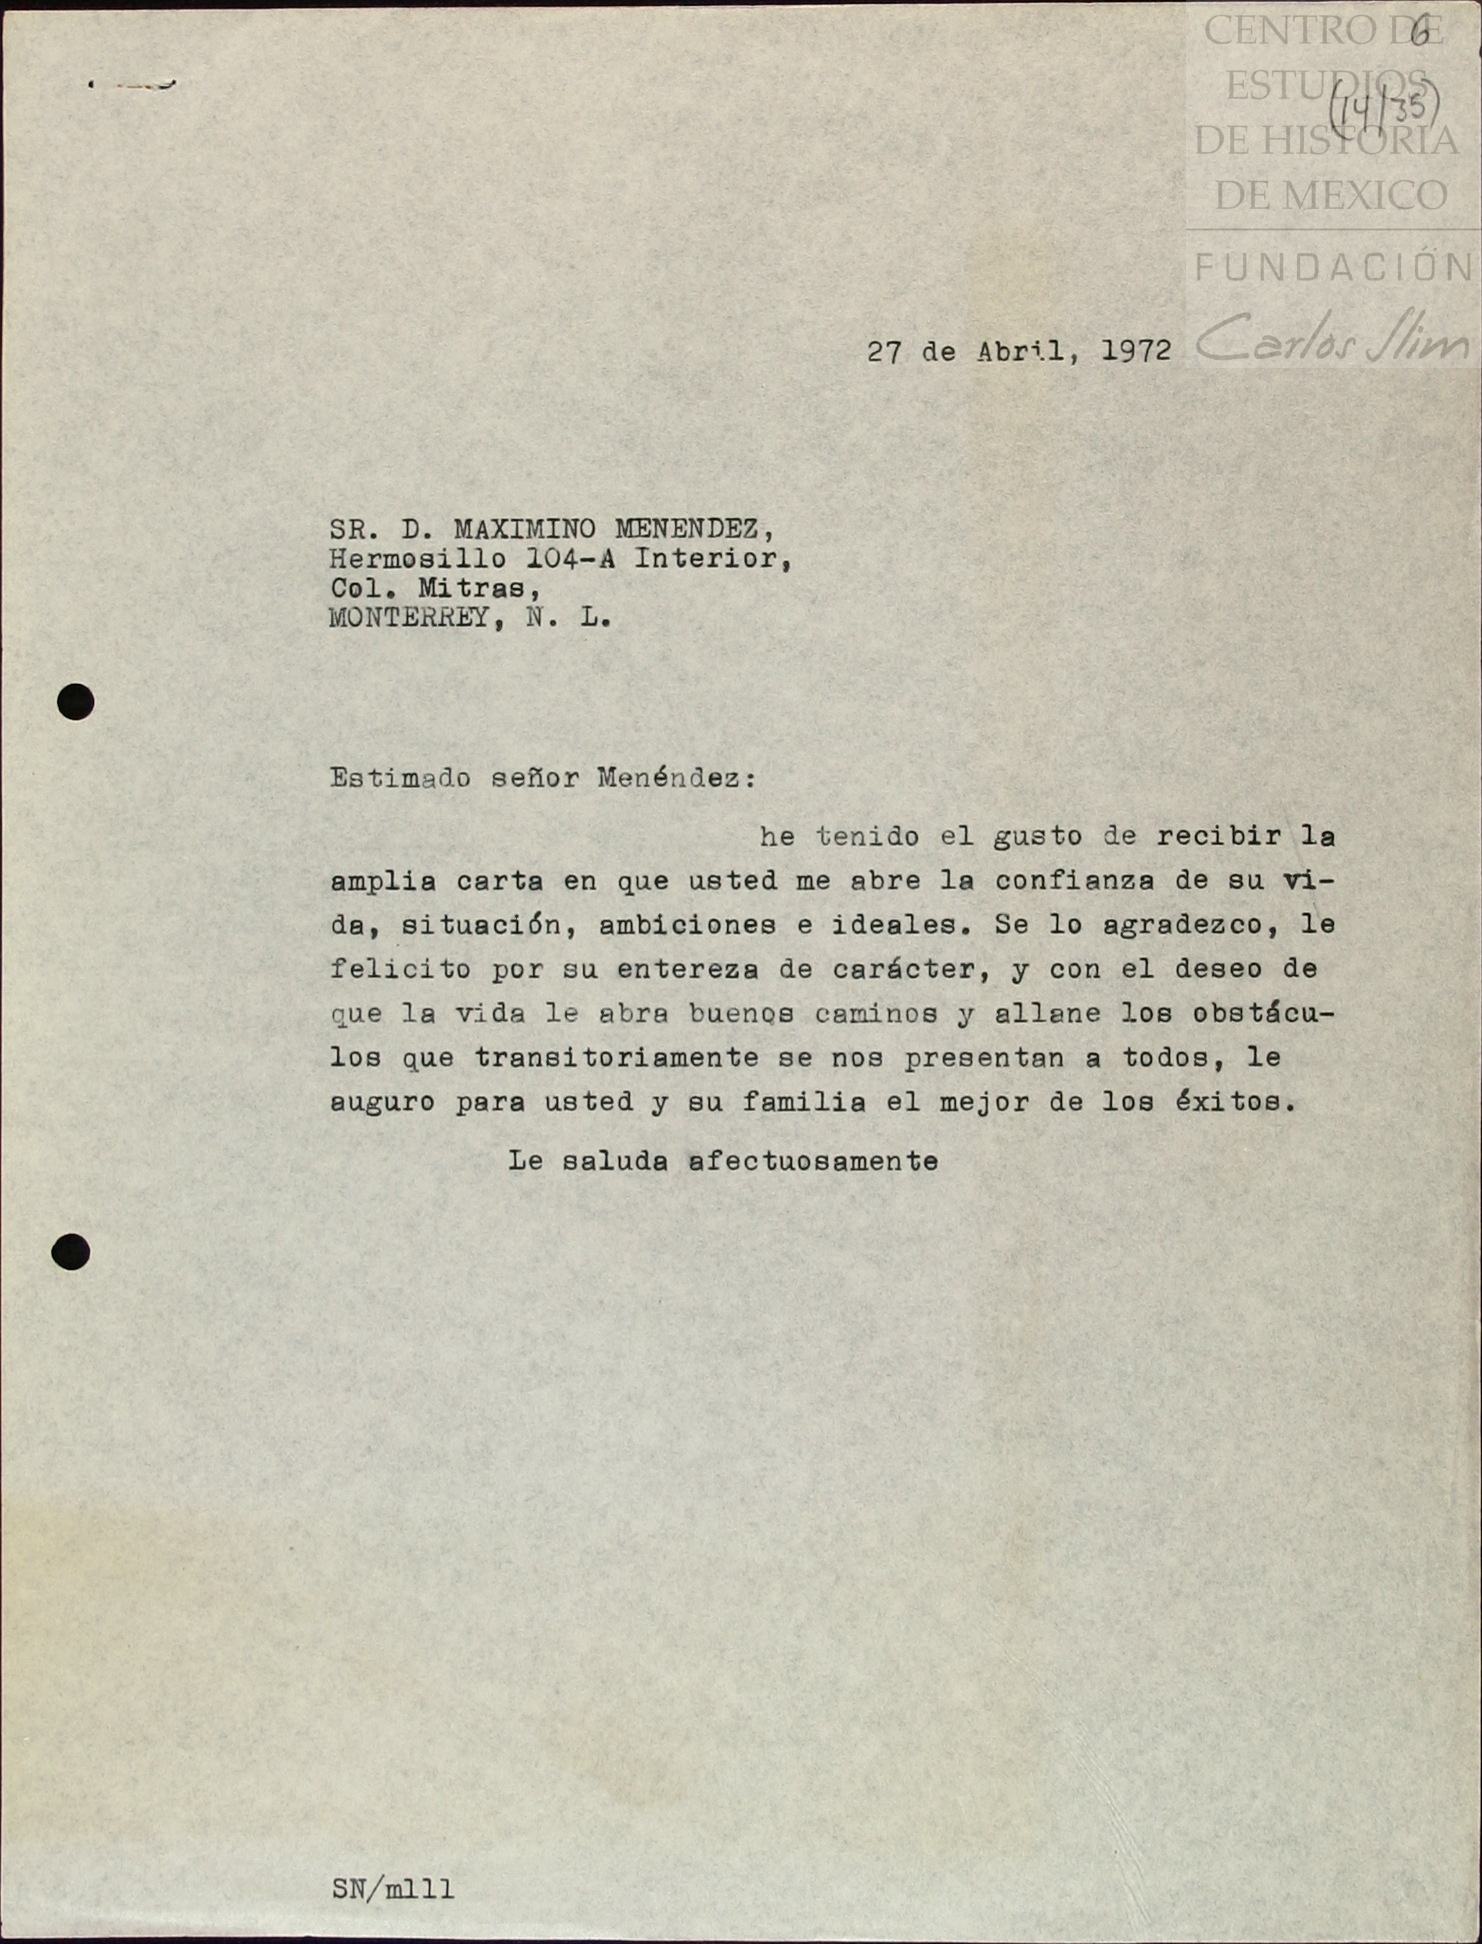 CENTRO DE
6
ESTUDIOS
(14/35)
DE HISTORIA
DE MEXICO
FUNDACIÓN
Carlos Slim
27 de Abril, 1972
SR. D. MAXIMINO MENENDEZ,
Hermosillo 104-A Interior,
Col. Mitras,
MONTERREY, N. L.
Estimado señor Menéndez:
he tenido el gusto de recibir la
amplia carta en que usted me abre la confianza de su vi-
da, situación, ambiciones e ideales. Se lo agradezco, le
felicito por su entereza de carácter, y con el deseo de
que la vida le abra buenos caminos y allane los obstácu-
los que transitoriamente se nos presentan a todos, le
auguro para usted y su familia el mejor de los éxitos.
Le saluda afectuosamente
SN/mlll